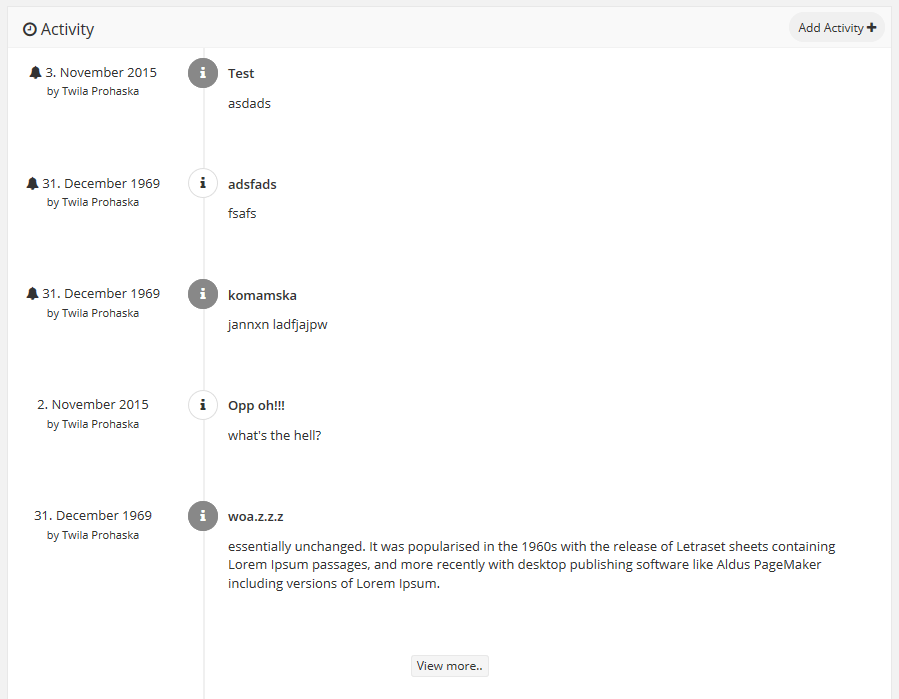 Activity
Add Activity
3. November 2015
by Twila Prohaska
Test
asdads
31. December 1969
by Twila Prohaska
adsfads
fsafs
31. December 1969
by Twila Prohaska
komamska
jannxn ladfjajpw
2. November 2015
by Twila Prohaska
Opp oh!!!
what's the hell?
31. December 1969
by Twila Prohaska
woa.z.z.z
essentially unchanged. It was popularised in the 1960s with the release of Letraset sheets containing
Lorem Ipsum passages, and more recently with desktop publishing software like Aldus PageMaker
including versions of Lorem Ipsum.
View more..